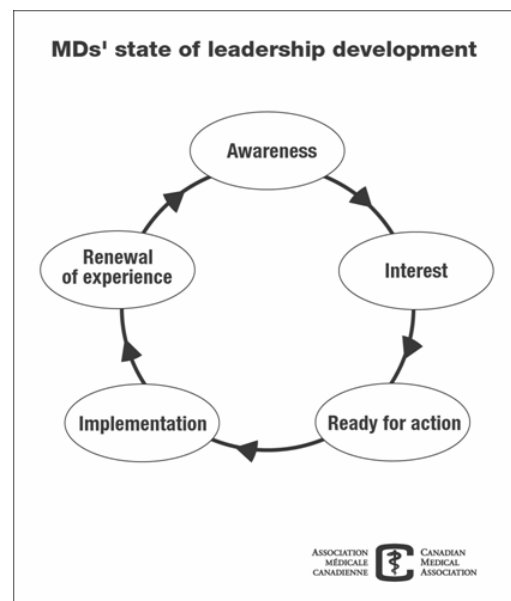 MDs' state of leadership development
Awareness
Interest
Ready for action
Implementation
Renewal
of experience
ASSOCIATION
MÉDICALE
CANADIENNE
CANADIAN
MEDICAL
ASSOCIATION